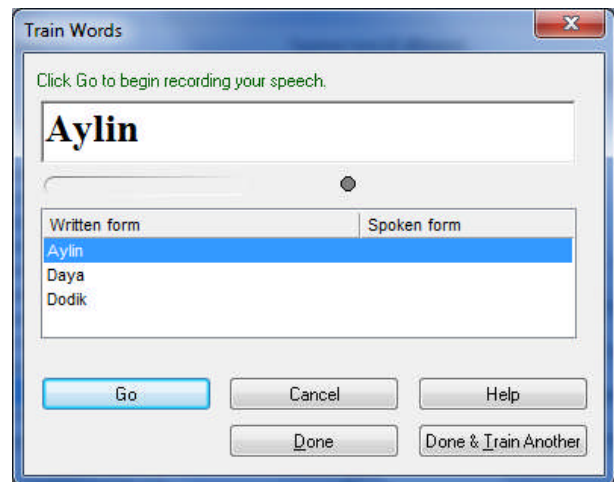 Train Words
Click Go to begin recording your speech.
Aylin
Written form Spoken form
Aylin
Daya
Dodik
Go Cancel Help
Done Done & Train Another